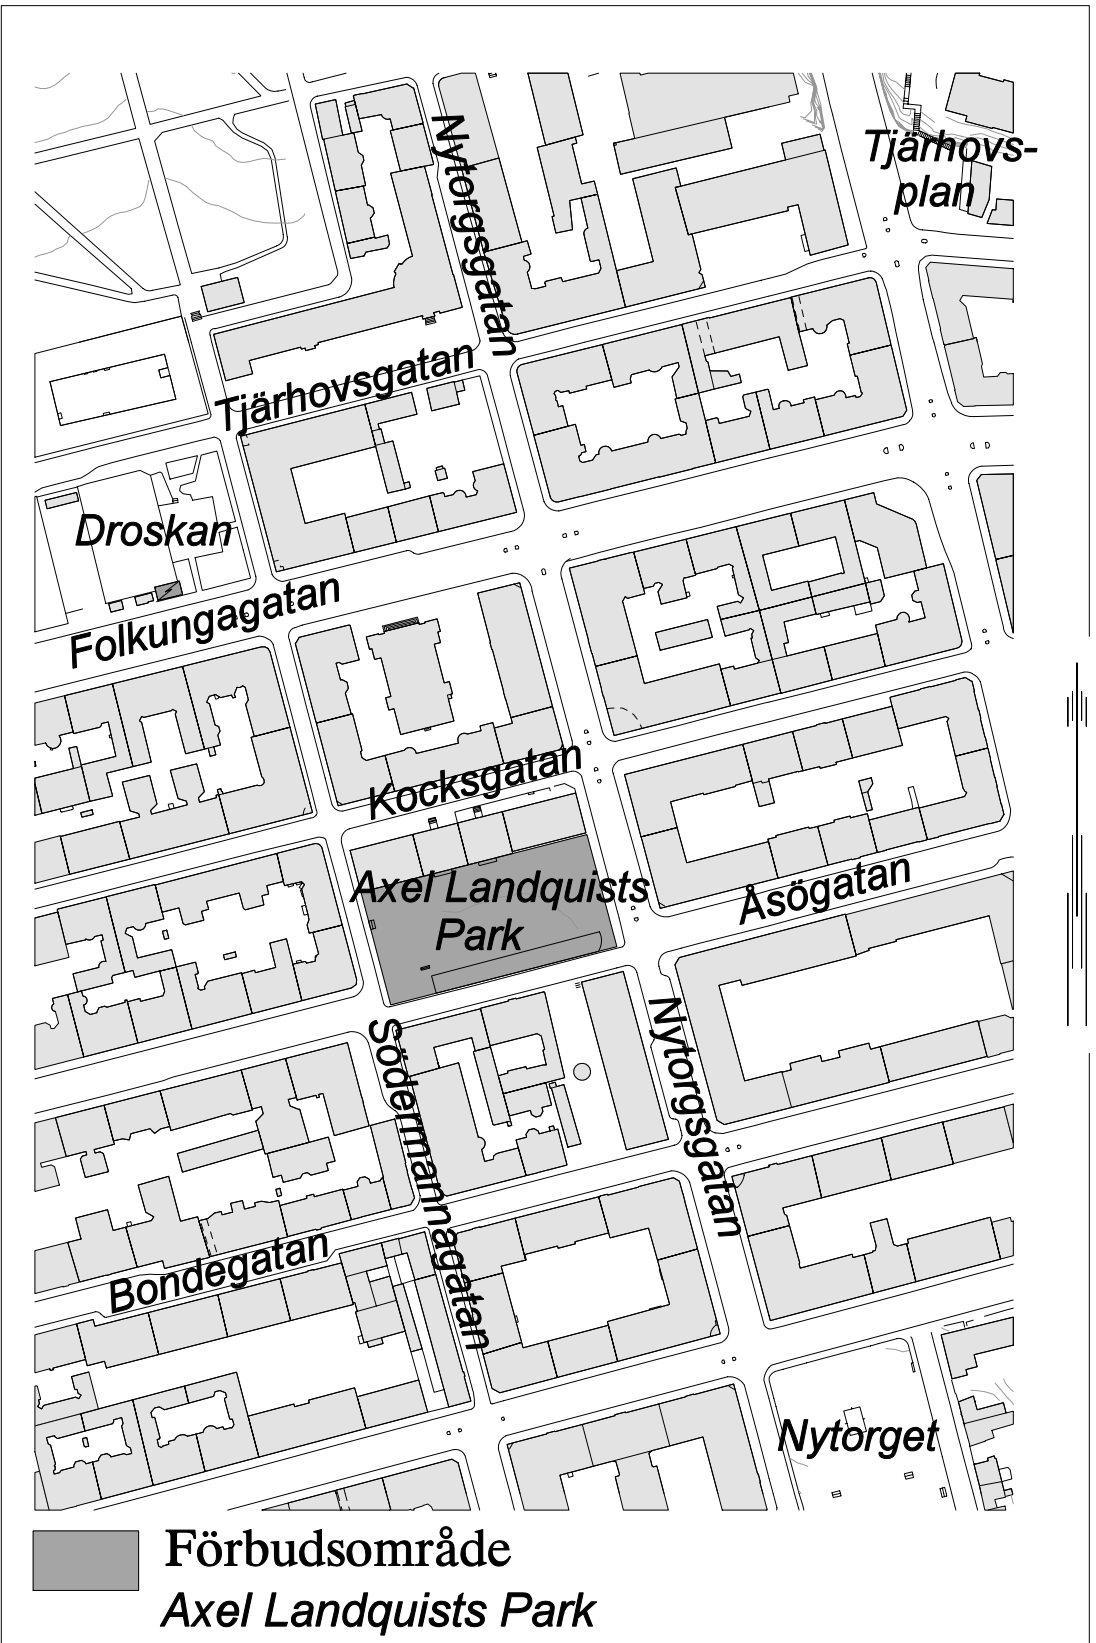 Nytorgsgatan
Tjärhovs-
plan
Tjärhovsgatan
Droskan
Folkungagatan
Kocksgatan
Axel Landquists
Park
Åsögatan
Södermannagatan
Nytorgsgatan
Bondegatan
Nytorget
Förbudsområde
Axel Landquists Park